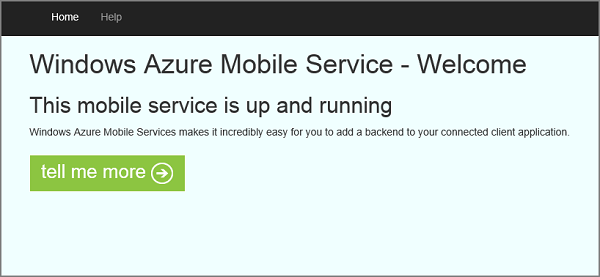 Home Help
Windows Azure Mobile Service - Welcome
This mobile service is up and running
Windows Azure Mobile Services makes it incredibly easy for you to add a backend to your connected client application.
tell me more